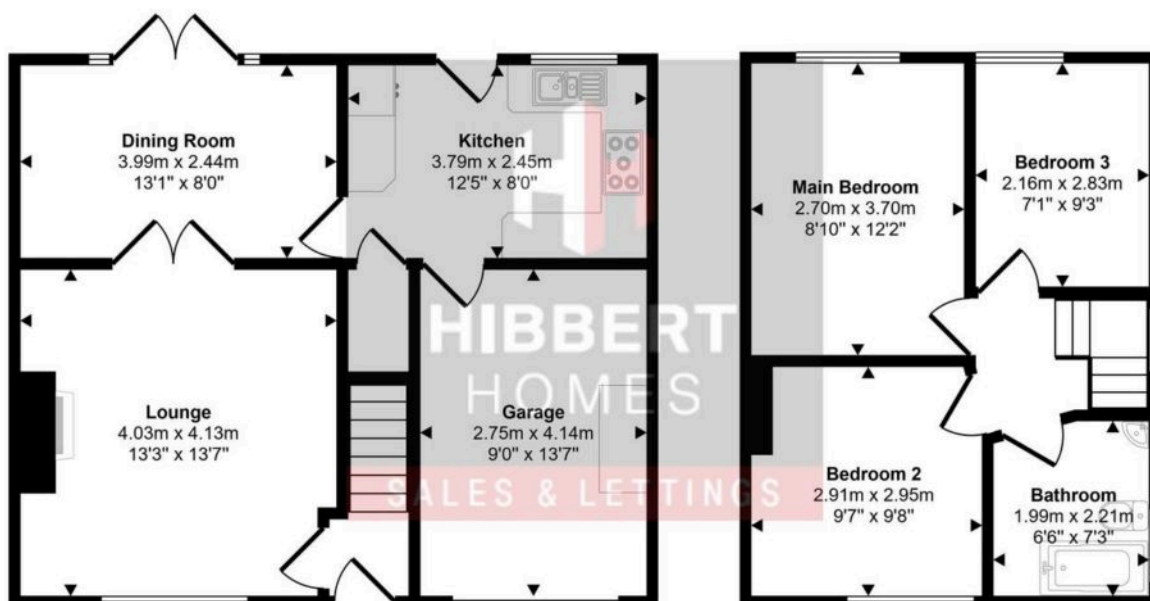 Dining Room
3.99m x 2.44m
13'1" x 8'0"
Kitchen
3.79m x 2.45m
12'5" x 8'0"
Main Bedroom
2.70m x 3.70m
8'10" x 12'2"
Bedroom 3
2.16m x 2.83m
7'1" x 9'3"
Lounge
4.03m x 4.13m
13'3" x 13'7"
Garage
2.75m x 4.14m
9'0" x 13'7"
Bedroom 2
2.91m x 2.95m
9'7" x 9'8"
Bathroom
1.99m x 2.21m
6'6" x 7'3"
H
HIBBERT
HOMES
SALES & LETTINGS